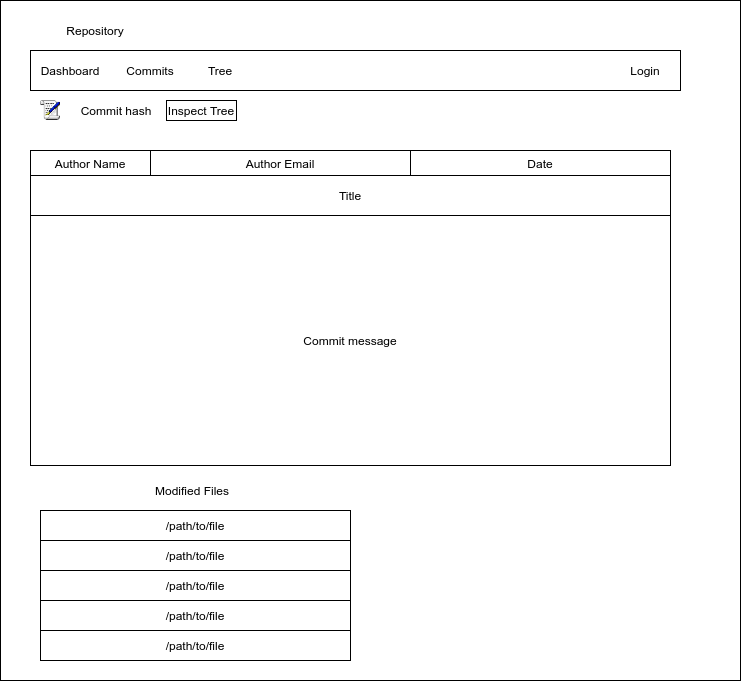 Repository
Dashboard Commits Tree Login
Commit hash Inspect Tree
Author Name Author Email Date
Title
Commit message
Modified Files
/path/to/file
/path/to/file
/path/to/file
/path/to/file
/path/to/file